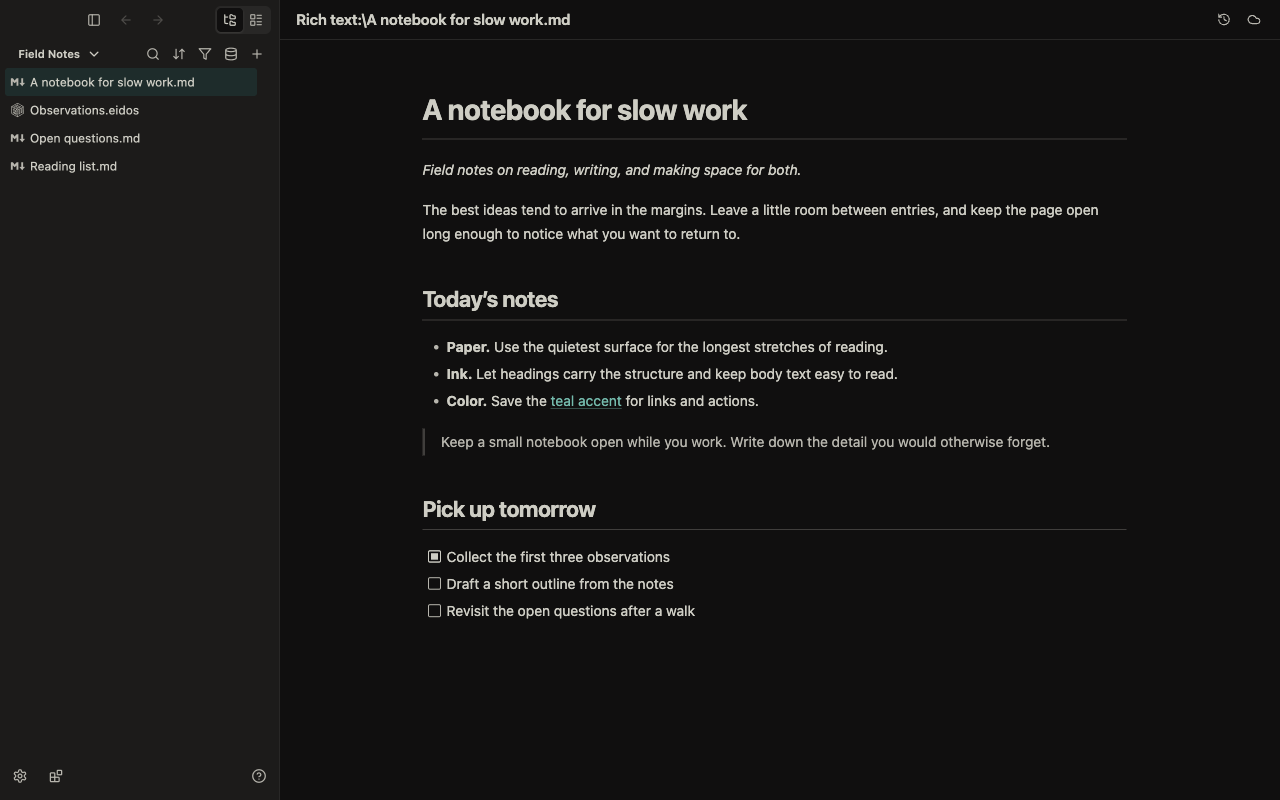 Rich text:\A notebook for slow work.md
Field Notes
M↓ A notebook for slow work.md
Observations.eidos
M↓ Open questions.md
M↓ Reading list.md
A notebook for slow work
Field notes on reading, writing, and making space for both.
The best ideas tend to arrive in the margins. Leave a little room between entries, and keep the page open
long enough to notice what you want to return to.
Today’s notes
• Paper. Use the quietest surface for the longest stretches of reading.
• Ink. Let headings carry the structure and keep body text easy to read.
• Color. Save the teal accent for links and actions.
Keep a small notebook open while you work. Write down the detail you would otherwise forget.
Pick up tomorrow
Collect the first three observations
Draft a short outline from the notes
Revisit the open questions after a walk